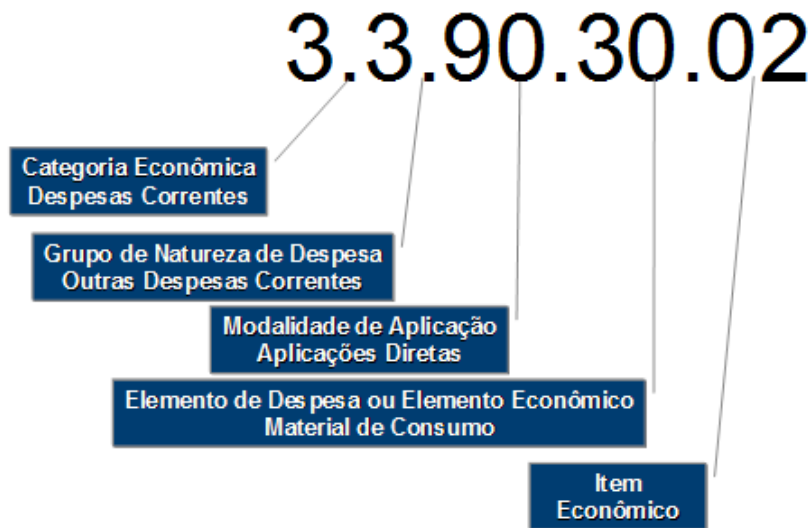 3.3.90.30.02
Categoria Econômica
Despesas Correntes
Grupo de Natureza de Despesa
Outras Despesas Correntes
Modalidade de Aplicação
Aplicações Diretas
Elemento de Despesa ou Elemento Econômico
Material de Consumo
Item
Econômico